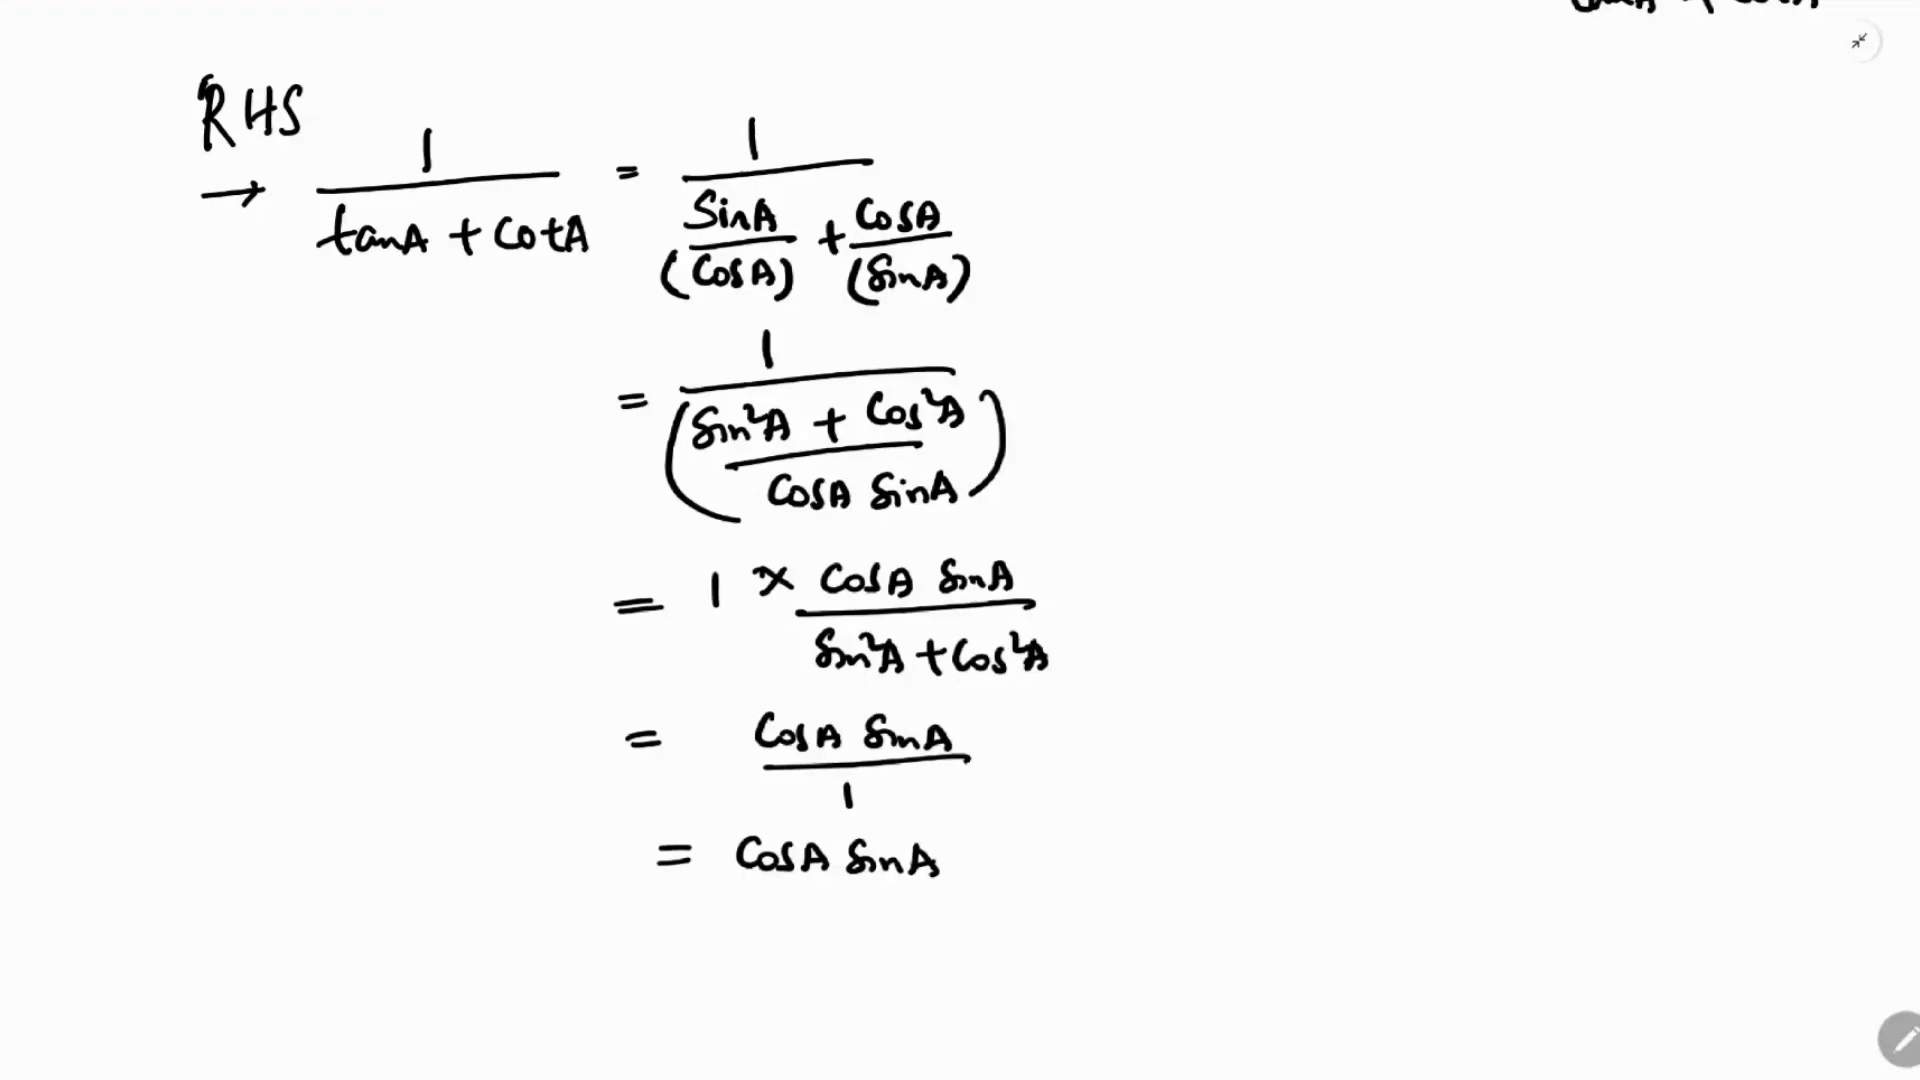 RHS
→ 1/(tanA + cotA) = 1/(SinA/(CosA) + CosA/(SinA))
= 1/((Sin²A + Cos²A)/(CosA SinA))
= 1 × (CosA SinA)/(Sin²A + Cos²A)
= (CosA SinA)/1
= CosA SinA